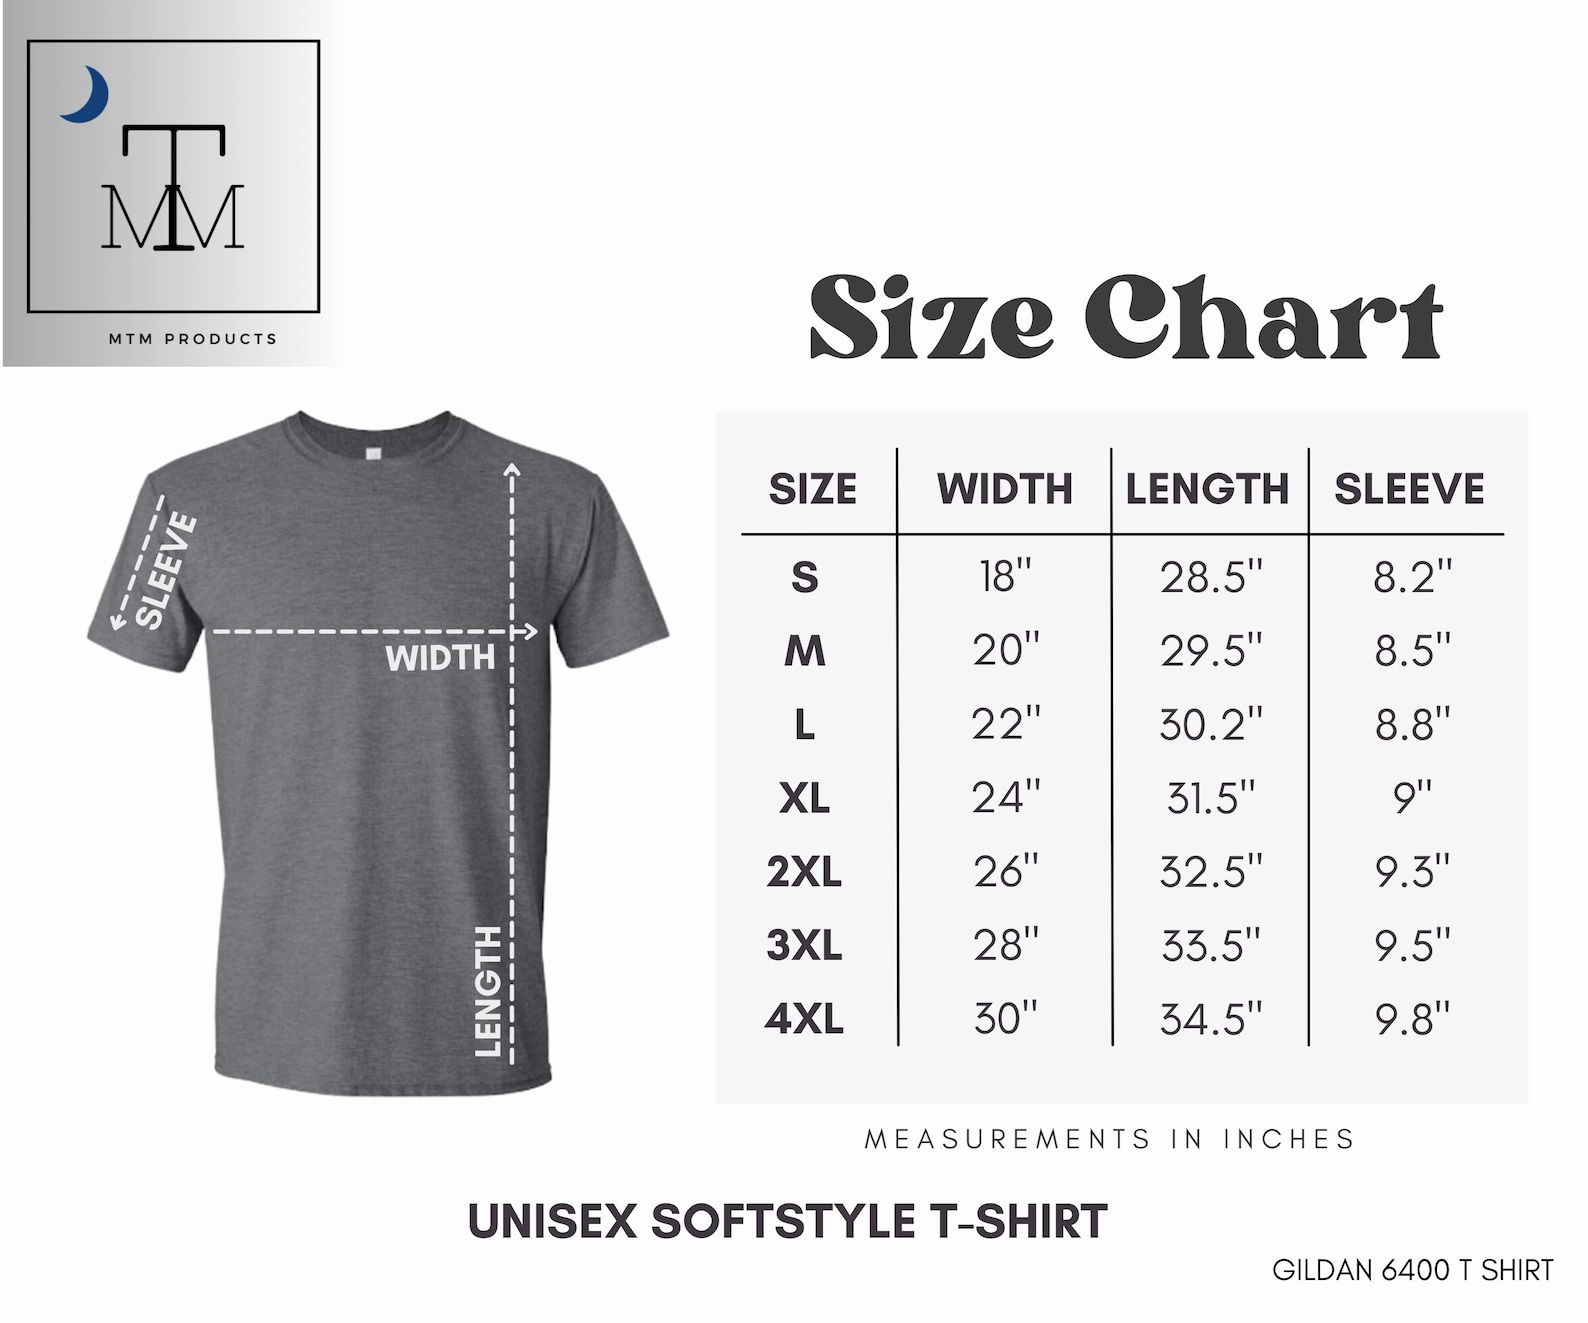 MTM
MTM PRODUCTS
Size Chart
SLEEVE
WIDTH
LENGTH
SIZE WIDTH LENGTH SLEEVE
S 18" 28.5" 8.2"
M 20" 29.5" 8.5"
L 22" 30.2" 8.8"
XL 24" 31.5" 9"
2XL 26" 32.5" 9.3"
3XL 28" 33.5" 9.5"
4XL 30" 34.5" 9.8"
MEASUREMENTS IN INCHES
UNISEX SOFTSTYLE T-SHIRT
GILDAN 6400 T SHIRT